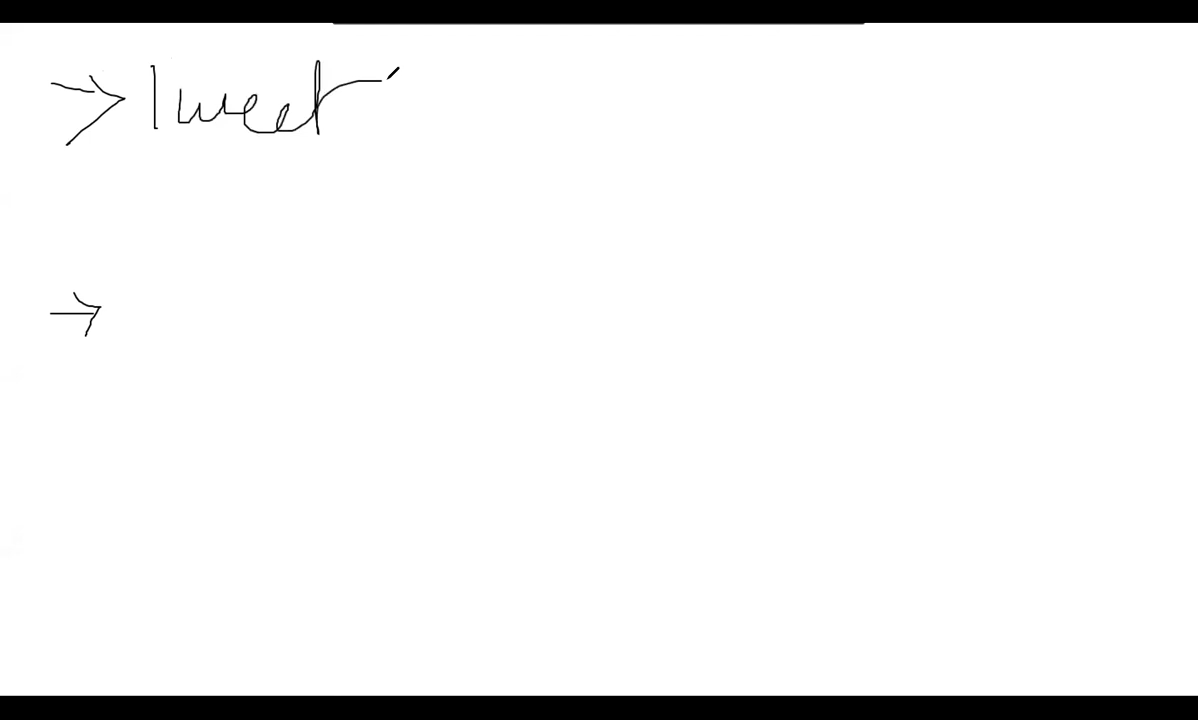 → 1 week
→